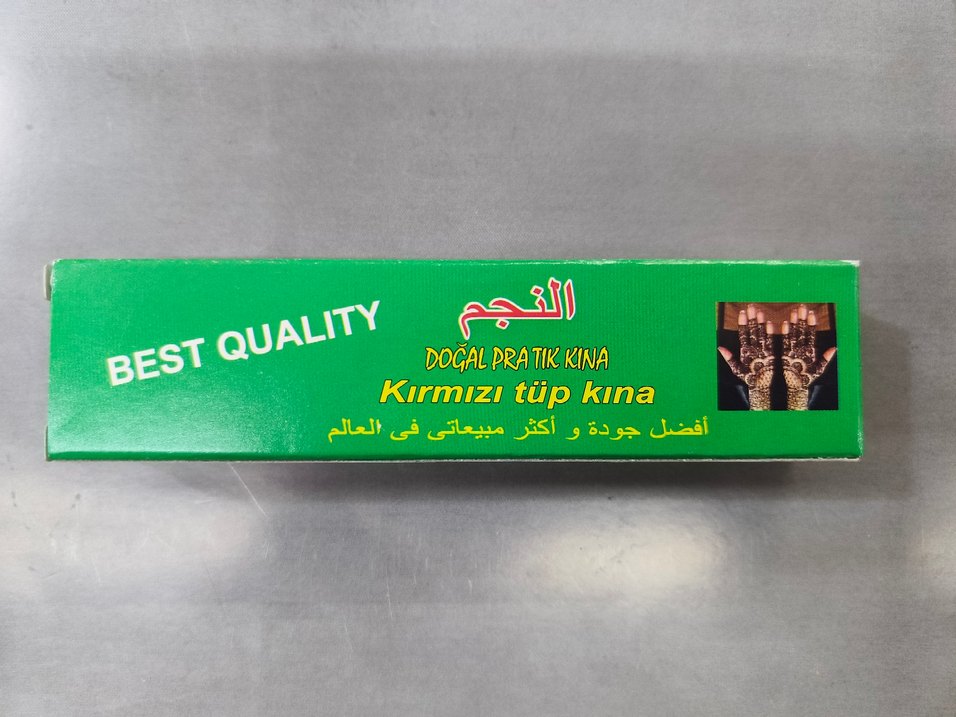 BEST QUALITY
النجم
DOĞAL PRATIK KINA
Kırmızı tüp kına
أفضل جودة و أكثر مبيعاتى فى العالم